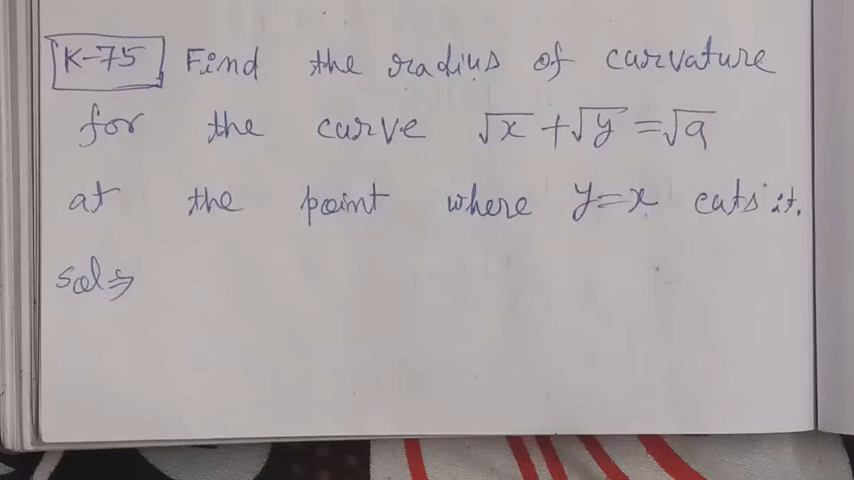 K-75 Find the radius of curvature
for the curve √x + √y = √a
at the point where y=x cuts it.
sol⇒